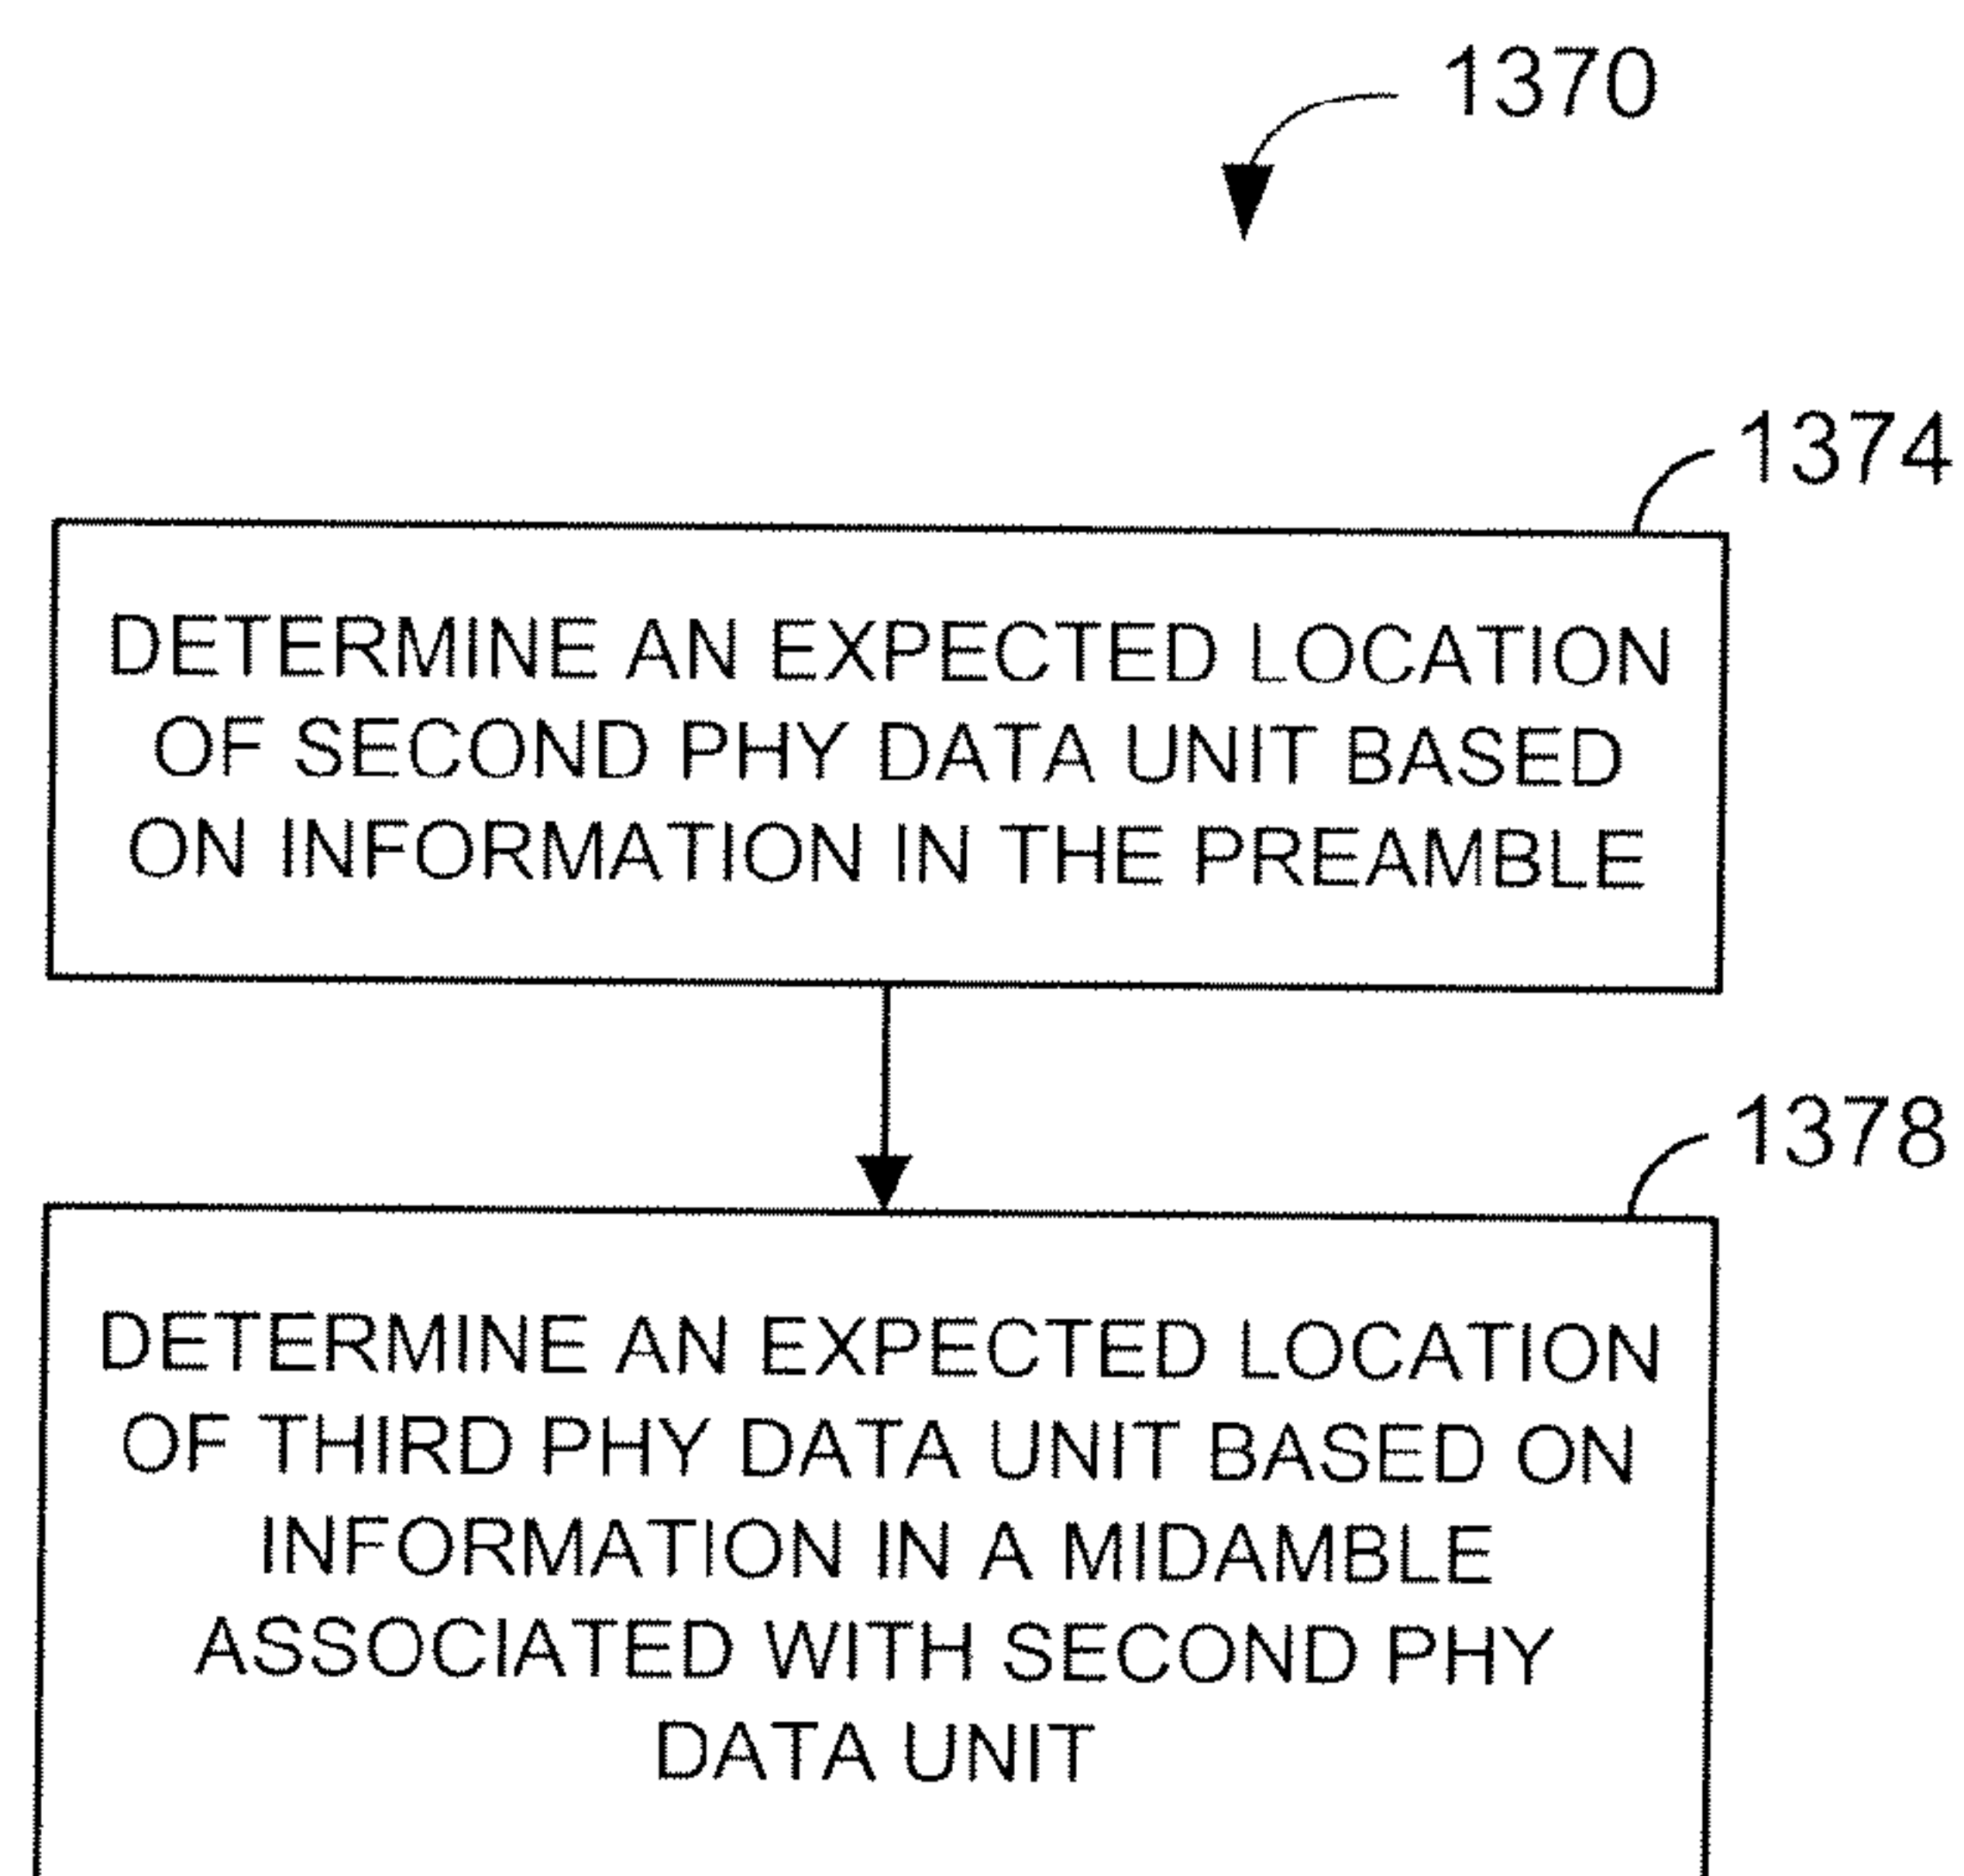 1370
1374
DETERMINE AN EXPECTED LOCATION
OF SECOND PHY DATA UNIT BASED
ON INFORMATION IN THE PREAMBLE
1378
DETERMINE AN EXPECTED LOCATION
OF THIRD PHY DATA UNIT BASED ON
INFORMATION IN A MIDAMBLE
ASSOCIATED WITH SECOND PHY
DATA UNIT